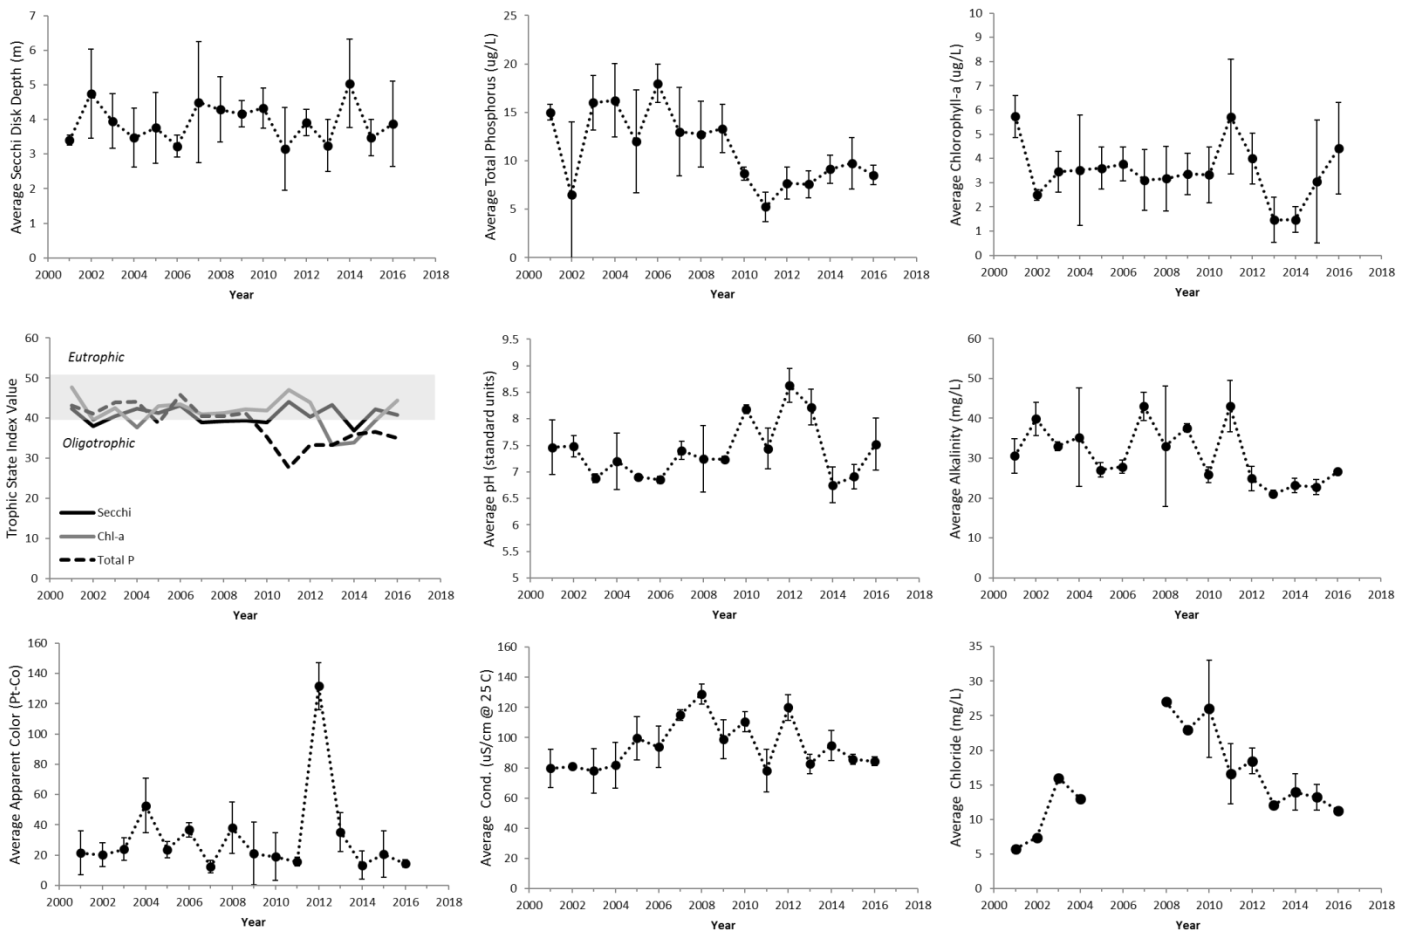 Average Secchi Disk Depth (m)
7
6
5
4
3
2
1
0
2000 2002 2004 2006 2008 2010 2012 2014 2016 2018
Year
Average Total Phosphorus (ug/L)
25
20
15
10
5
0
2000 2002 2004 2006 2008 2010 2012 2014 2016 2018
Year
Average Chlorophyll-a (ug/L)
10
9
8
7
6
5
4
3
2
1
0
2000 2002 2004 2006 2008 2010 2012 2014 2016 2018
Year
Trophic State Index Value
60
50
40
30
20
10
0
Eutrophic
Oligotrophic
Secchi
Chl-a
Total P
2000 2002 2004 2006 2008 2010 2012 2014 2016 2018
Year
Average pH (standard units)
9.5
9
8.5
8
7.5
7
6.5
6
5.5
5
2000 2002 2004 2006 2008 2010 2012 2014 2016 2018
Year
Average Alkalinity (mg/L)
60
50
40
30
20
10
0
2000 2002 2004 2006 2008 2010 2012 2014 2016 2018
Year
Average Apparent Color (Pt-Co)
160
140
120
100
80
60
40
20
0
2000 2002 2004 2006 2008 2010 2012 2014 2016 2018
Year
Average Cond. (uS/cm @ 25 C)
160
140
120
100
80
60
40
20
0
2000 2002 2004 2006 2008 2010 2012 2014 2016 2018
Year
Average Chloride (mg/L)
35
30
25
20
15
10
5
0
2000 2002 2004 2006 2008 2010 2012 2014 2016 2018
Year